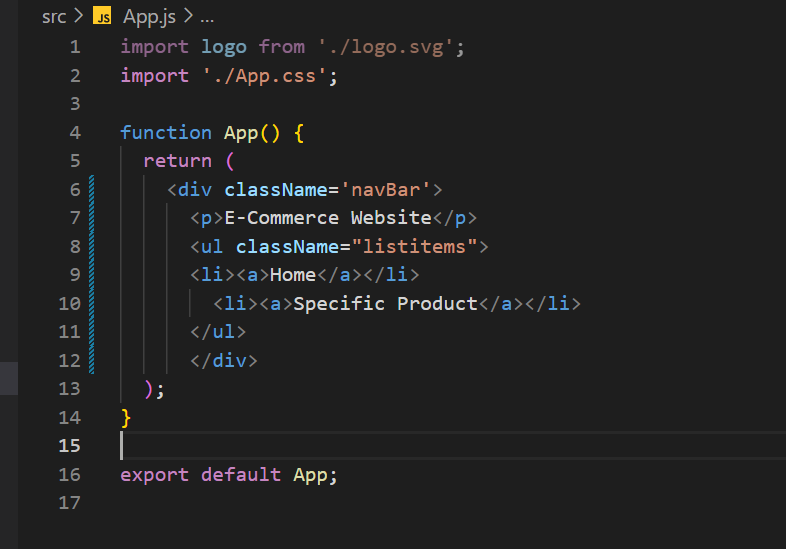 src > JS App.js > ...
1 import logo from './logo.svg';
2 import './App.css';
3
4 function App() {
5   return (
6     <div className='navBar'>
7       <p>E-Commerce Website</p>
8       <ul className="listitems">
9       <li><a>Home</a></li>
10         <li><a>Specific Product</a></li>
11       </ul>
12       </div>
13   );
14 }
15
16 export default App;
17